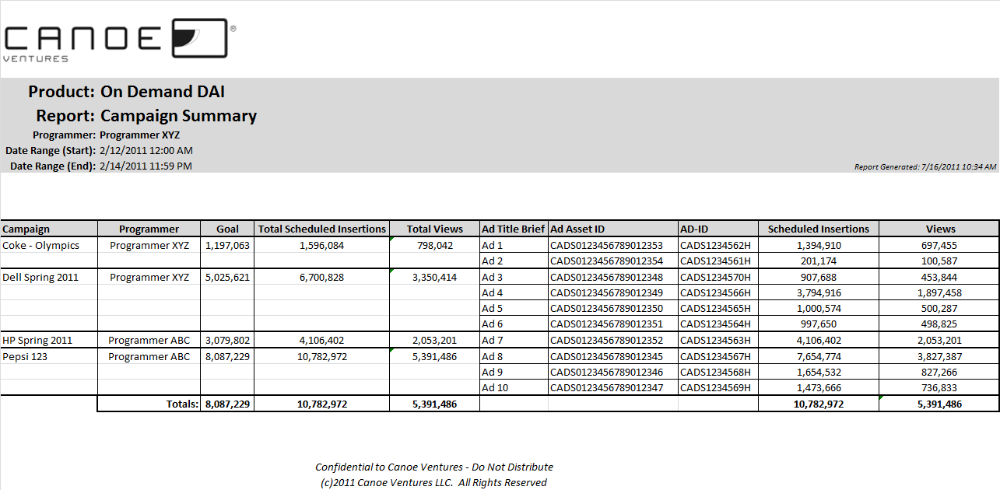 CANOE ®
VENTURES
Product: On Demand DAI
Report: Campaign Summary
Programmer: Programmer XYZ
Date Range (Start): 2/12/2011 12:00 AM
Date Range (End): 2/14/2011 11:59 PM
Report Generated: 7/16/2011 10:34 AM
Campaign Programmer Goal Total Scheduled Insertions Total Views Ad Title Brief Ad Asset ID AD-ID Scheduled Insertions Views
Coke - Olympics Programmer XYZ 1,197,063 1,596,084 798,042 Ad 1 CADS0123456789012353 CADS1234562H 1,394,910 697,455
Ad 2 CADS0123456789012354 CADS1234561H 201,174 100,587
Dell Spring 2011 Programmer XYZ 5,025,621 6,700,828 3,350,414 Ad 3 CADS0123456789012348 CADS1234570H 907,688 453,844
Ad 4 CADS0123456789012349 CADS1234566H 3,794,916 1,897,458
Ad 5 CADS0123456789012350 CADS1234565H 1,000,574 500,287
Ad 6 CADS0123456789012351 CADS1234564H 997,650 498,825
HP Spring 2011 Programmer ABC 3,079,802 4,106,402 2,053,201 Ad 7 CADS0123456789012352 CADS1234563H 4,106,402 2,053,201
Pepsi 123 Programmer ABC 8,087,229 10,782,972 5,391,486 Ad 8 CADS0123456789012345 CADS1234567H 7,654,774 3,827,387
Ad 9 CADS0123456789012346 CADS1234568H 1,654,532 827,266
Ad 10 CADS0123456789012347 CADS1234569H 1,473,666 736,833
Totals: 8,087,229 10,782,972 5,391,486 10,782,972 5,391,486
Confidential to Canoe Ventures - Do Not Distribute
(c)2011 Canoe Ventures LLC. All Rights Reserved